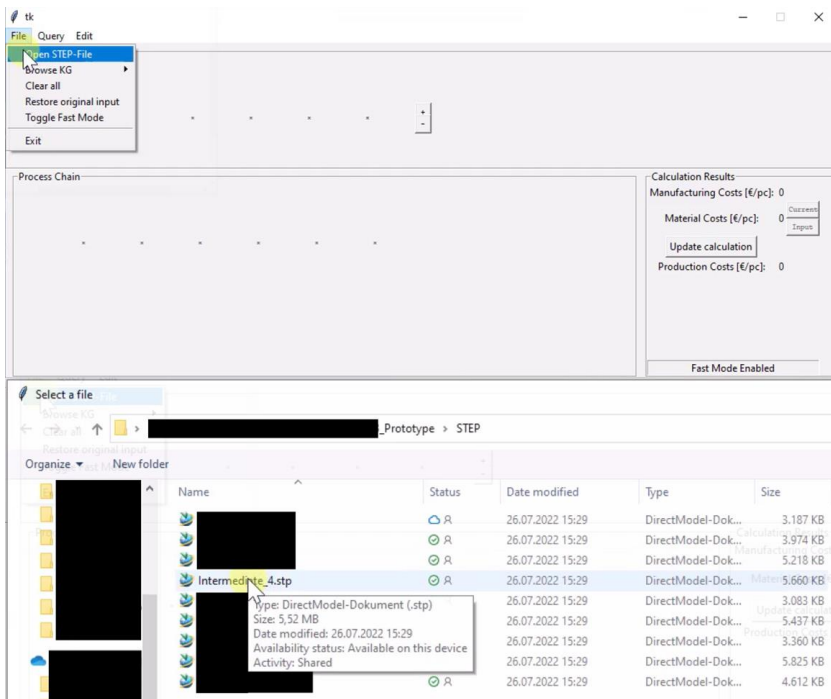 tk
File Query Edit
Open STEP-File
Browse KG
Clear all
Restore original input
Toggle Fast Mode
Exit
+
-
Process Chain
Calculation Results
Manufacturing Costs [€/pc]: 0
Material Costs [€/pc]: 0
Current
Input
Update calculation
Production Costs [€/pc]: 0
Fast Mode Enabled
Select a file
_Prototype > STEP
Organize New folder
Name Status Date modified Type Size
26.07.2022 15:29 DirectModel-Dok... 3.187 KB
26.07.2022 15:29 DirectModel-Dok... 3.974 KB
26.07.2022 15:29 DirectModel-Dok... 5.218 KB
Intermediate_4.stp 26.07.2022 15:29 DirectModel-Dok... 5.660 KB
26.07.2022 15:29 DirectModel-Dok... 3.083 KB
26.07.2022 15:29 DirectModel-Dok... 5.437 KB
26.07.2022 15:29 DirectModel-Dok... 3.360 KB
26.07.2022 15:29 DirectModel-Dok... 5.825 KB
26.07.2022 15:29 DirectModel-Dok... 4.612 KB
Type: DirectModel-Dokument (.stp)
Size: 5,52 MB
Date modified: 26.07.2022 15:29
Availability status: Available on this device
Activity: Shared